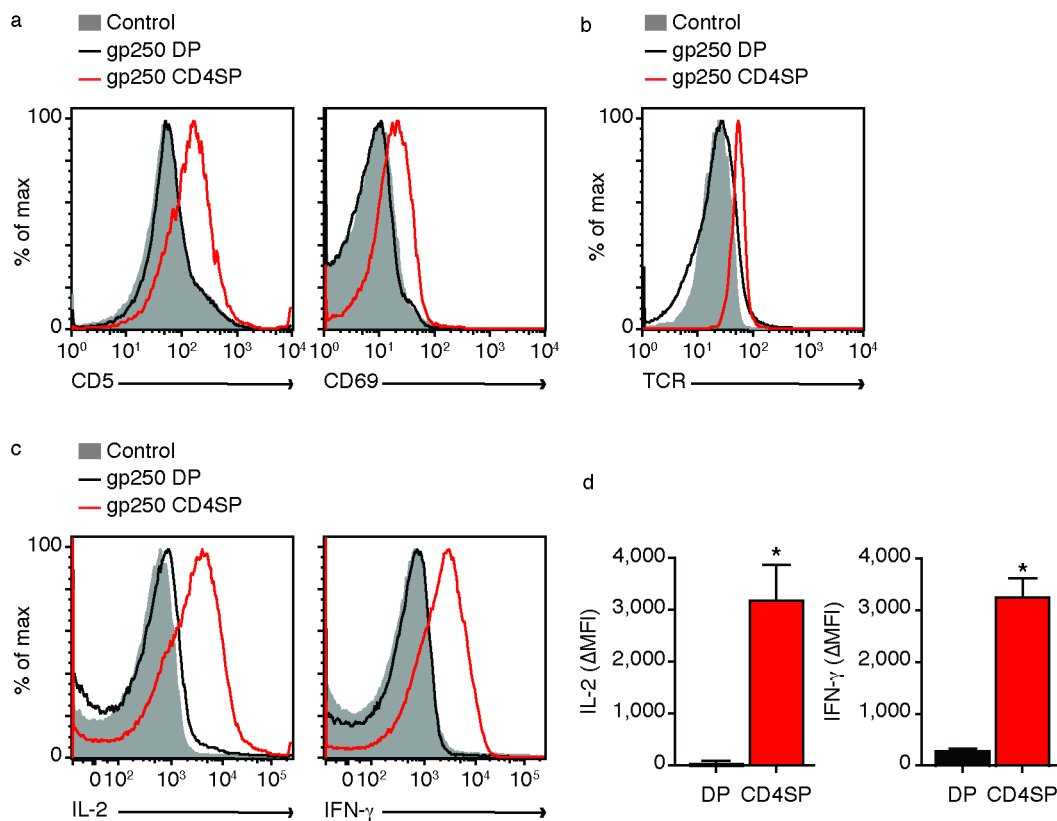 a
Control
gp250 DP
gp250 CD4SP
100
% of max
0
10⁰ 10¹ 10² 10³ 10⁴
CD5
10⁰ 10¹ 10² 10³ 10⁴
CD69
b
Control
gp250 DP
gp250 CD4SP
100
% of max
0
10⁰ 10¹ 10² 10³ 10⁴
TCR
c
Control
gp250 DP
gp250 CD4SP
100
% of max
0
10² 10³ 10⁴ 10⁵
IL-2
10² 10³ 10⁴ 10⁵
IFN-γ
d
4,000
3,000
2,000
1,000
0
IL-2 (ΔMFI)
*
DP CD4SP
4,000
3,000
2,000
1,000
0
IFN-γ (ΔMFI)
*
DP CD4SP